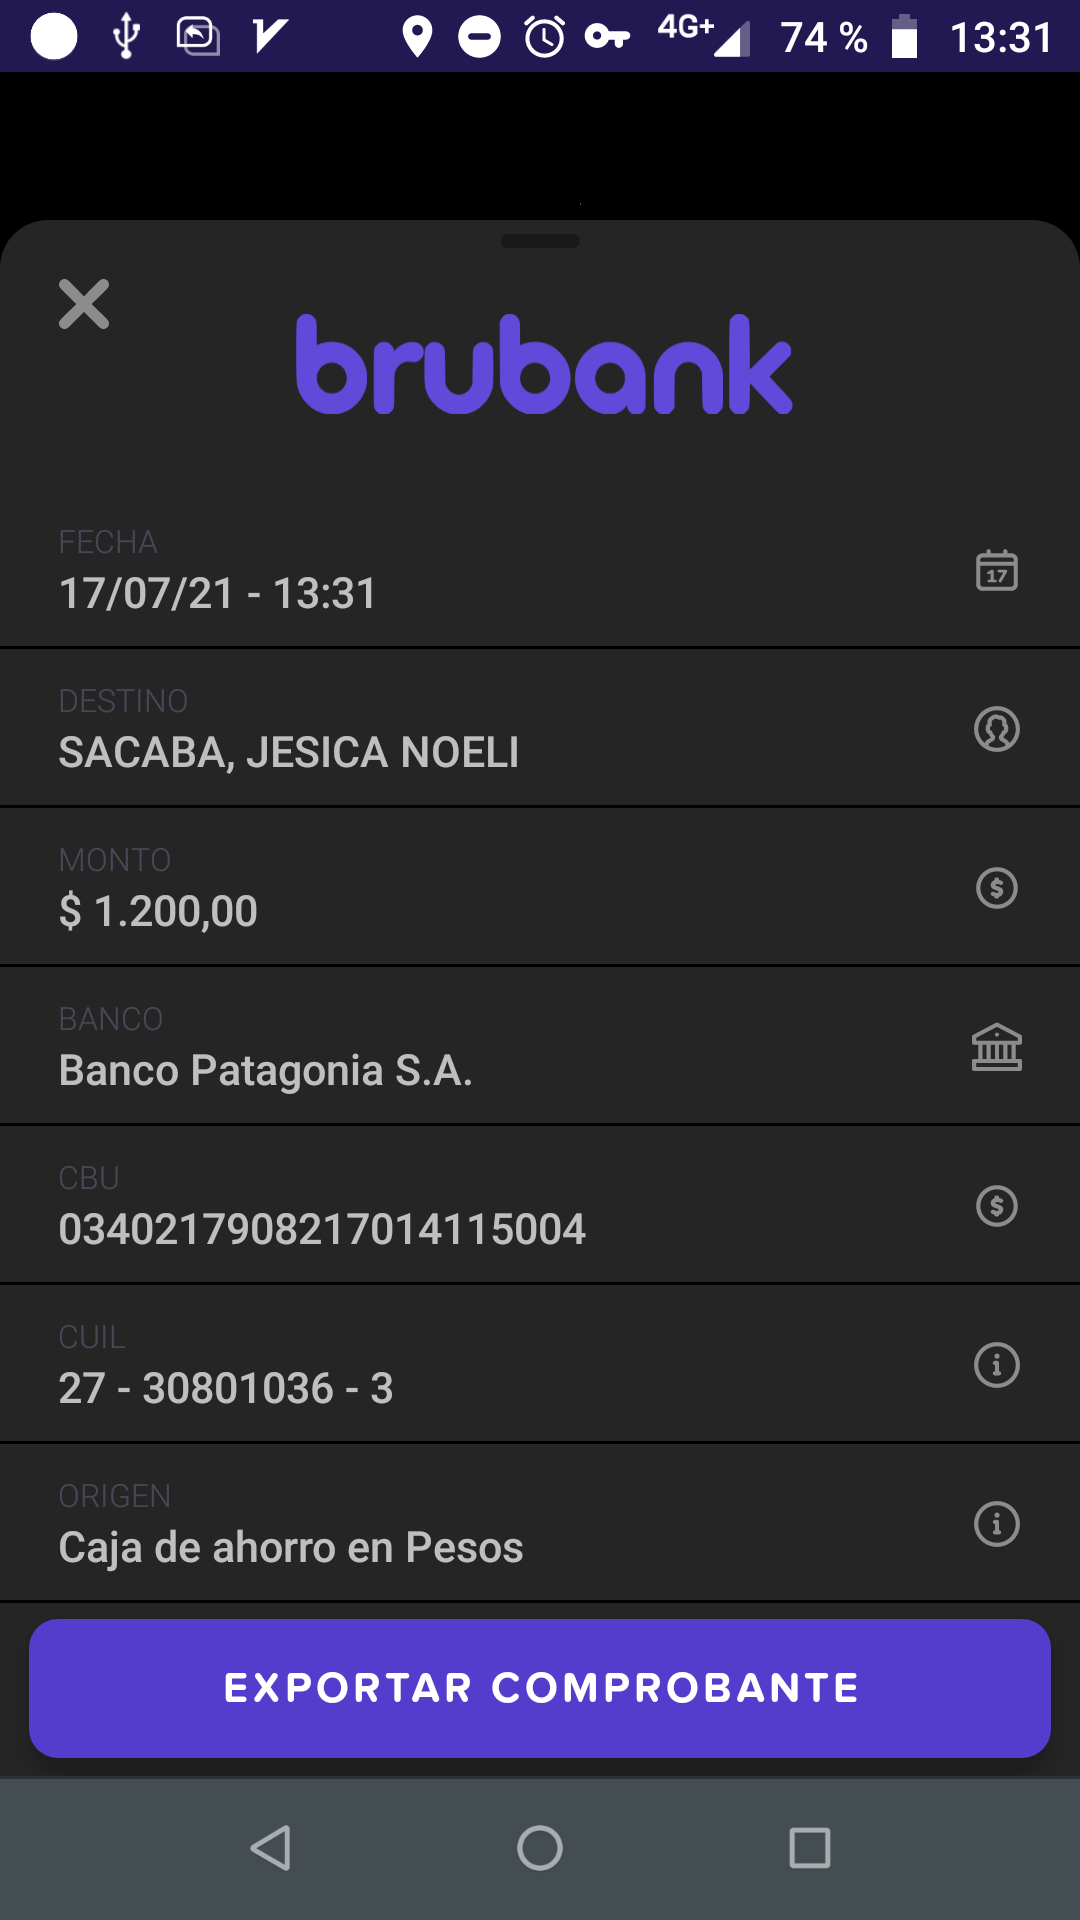 4G+ 74 % 13:31
brubank
FECHA
17/07/21 - 13:31
17
DESTINO
SACABA, JESICA NOELI
MONTO
$ 1.200,00
BANCO
Banco Patagonia S.A.
CBU
0340217908217014115004
CUIL
27 - 30801036 - 3
ORIGEN
Caja de ahorro en Pesos
EXPORTAR COMPROBANTE